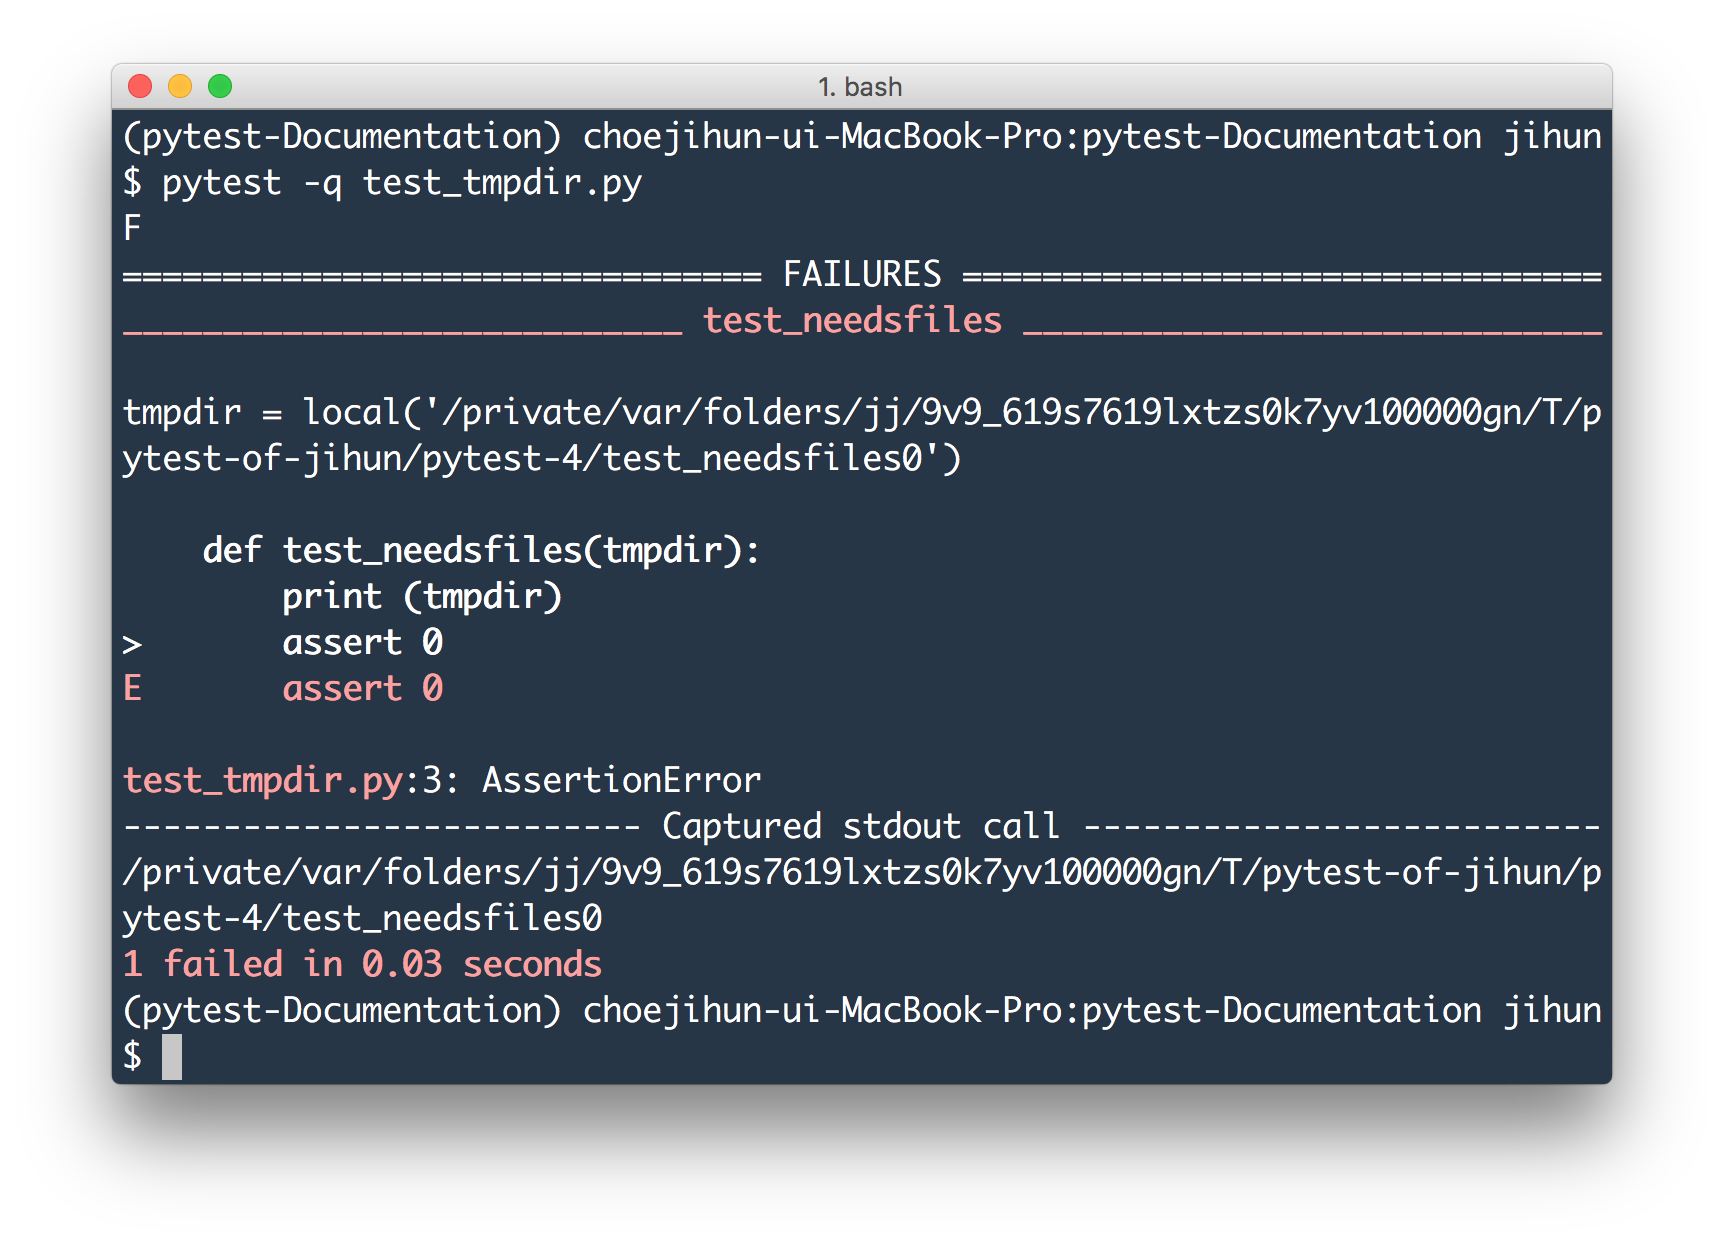 1. bash
(pytest-Documentation) choejihun-ui-MacBook-Pro:pytest-Documentation jihun
$ pytest -q test_tmpdir.py
F
================================ FAILURES ================================
____________________________ test_needsfiles _____________________________
tmpdir = local('/private/var/folders/jj/9v9_619s7619lxtzs0k7yv100000gn/T/p
ytest-of-jihun/pytest-4/test_needsfiles0')
    def test_needsfiles(tmpdir):
        print (tmpdir)
>       assert 0
E       assert 0
test_tmpdir.py:3: AssertionError
-------------------------- Captured stdout call --------------------------
/private/var/folders/jj/9v9_619s7619lxtzs0k7yv100000gn/T/pytest-of-jihun/p
ytest-4/test_needsfiles0
1 failed in 0.03 seconds
(pytest-Documentation) choejihun-ui-MacBook-Pro:pytest-Documentation jihun
$